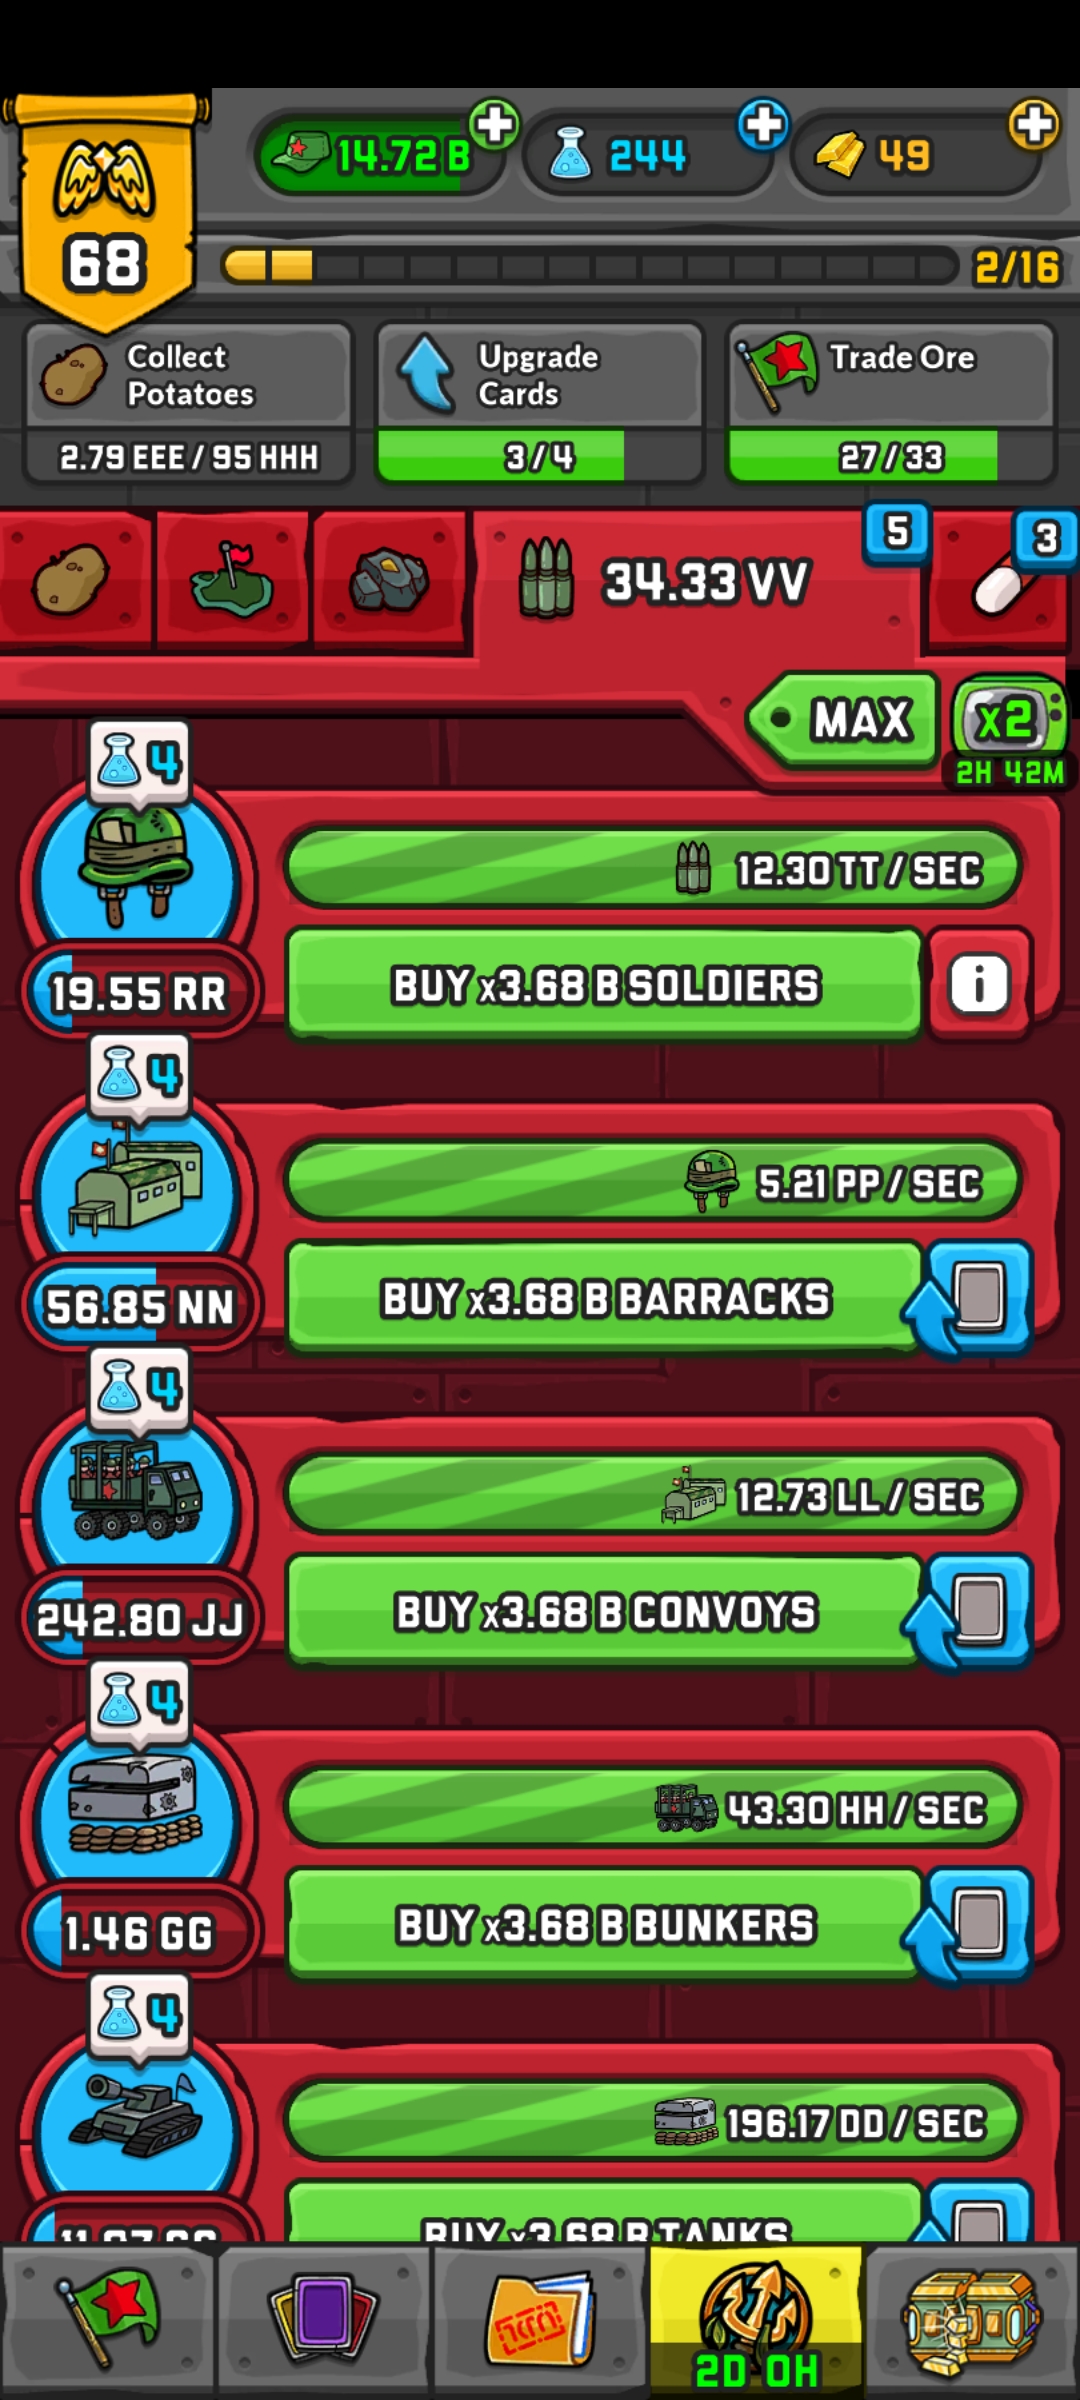 14.72 B
244
49
68
2/16
Collect
Potatoes
2.79 EEE / 95 HHH
Upgrade
Cards
3/4
Trade Ore
27/33
34.33 VV
5
3
MAX
x2
2H 42M
4
12.30 TT / SEC
19.55 RR
BUY x3.68 B SOLDIERS
i
4
5.21 PP / SEC
56.85 NN
BUY x3.68 B BARRACKS
4
12.73 LL / SEC
242.80 JJ
BUY x3.68 B CONVOYS
4
43.30 HH / SEC
1.46 GG
BUY x3.68 B BUNKERS
4
196.17 DD / SEC
BUY x3.68 B TANKS
2D 0H